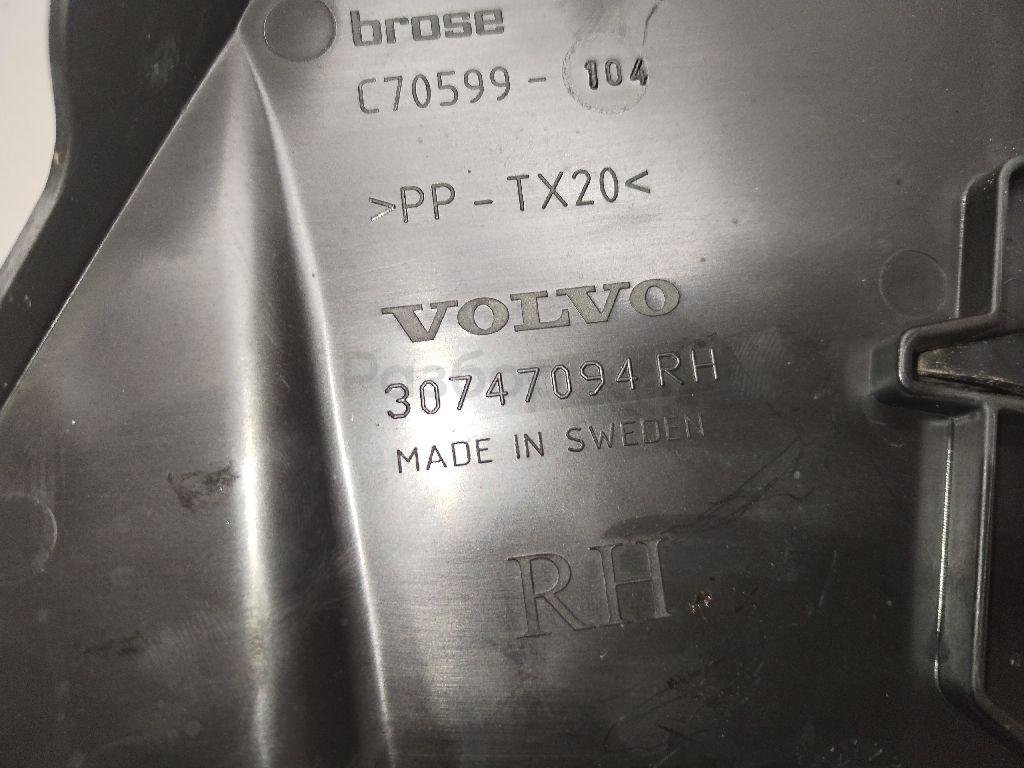 brose
C70599 - 104
>PP - TX20<
VOLVO
30747094 RH
MADE IN SWEDEN
RH